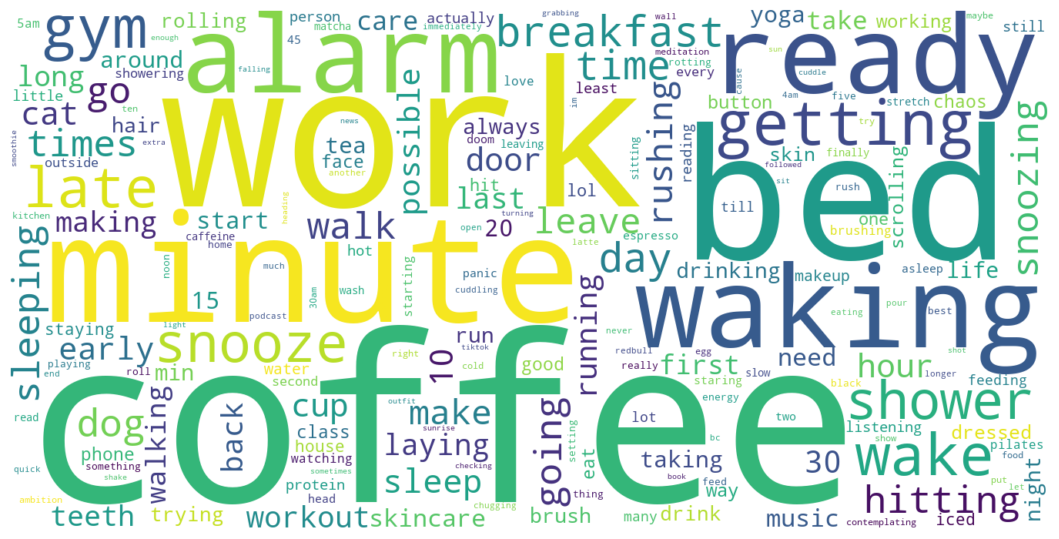 5am rolling person matcha care actually immediately grabbing wall maybe
gym alarm breakfast ready yoga take working still
enough 45 around falling time love meditation rotting sun cuddle 4am five stretch
long showering go possible least every button chaos
little ten cat hair work always doom door rushing getting cause try snoozing
smoothie extra times outside news tea face leaving lol sitting reading skin finally
im hit followed sit rush scrolling
late another last leave bed till one brushing
kitchen making heading start walk 20 turning open latte espresso
caffeine home hot day drinking makeup asleep life
sleeping minute noon much panic cuddling starting waking pour best
15 30am wash eating
staying podcast light never
playing early snooze right run running redbull egg shot
end min water roll tiktok cold good first really need hour longer
second 10 staring slow black feeding
read dog walking back cup outfit make coffee lot energy two shower
phone class sunrise bc listening dressed
something house watching laying going setting eat taking 30 show wake pilates food
quick shake protein sometimes checking sleep thing book feed way put let
ambition head chugging many hitting night
teeth trying workout skincare brush drink music contemplating iced